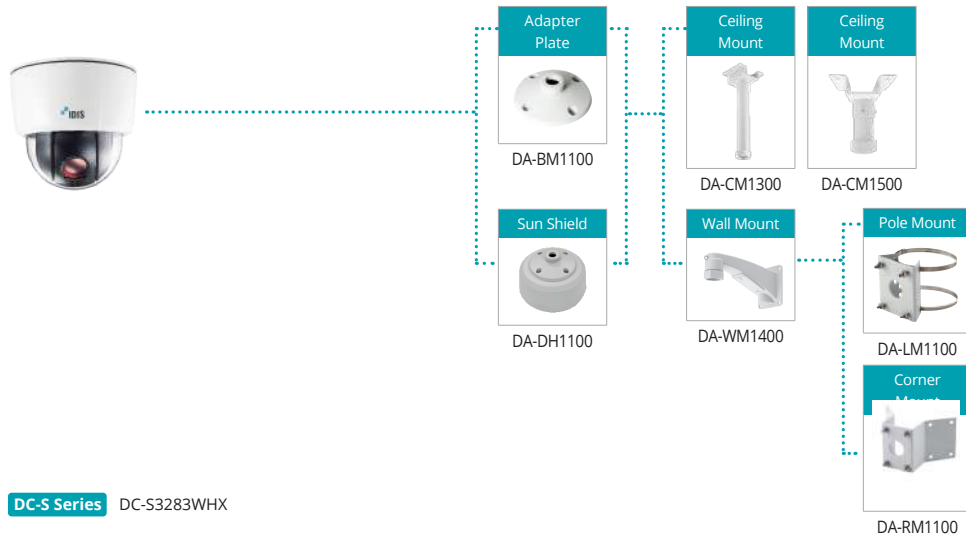 IDIS
Adapter
Plate
DA-BM1100
Sun Shield
DA-DH1100
Ceiling
Mount
DA-CM1300
Ceiling
Mount
DA-CM1500
Wall Mount
DA-WM1400
Pole Mount
DA-LM1100
Corner
Mount
DA-RM1100
DC-S Series DC-S3283WHX